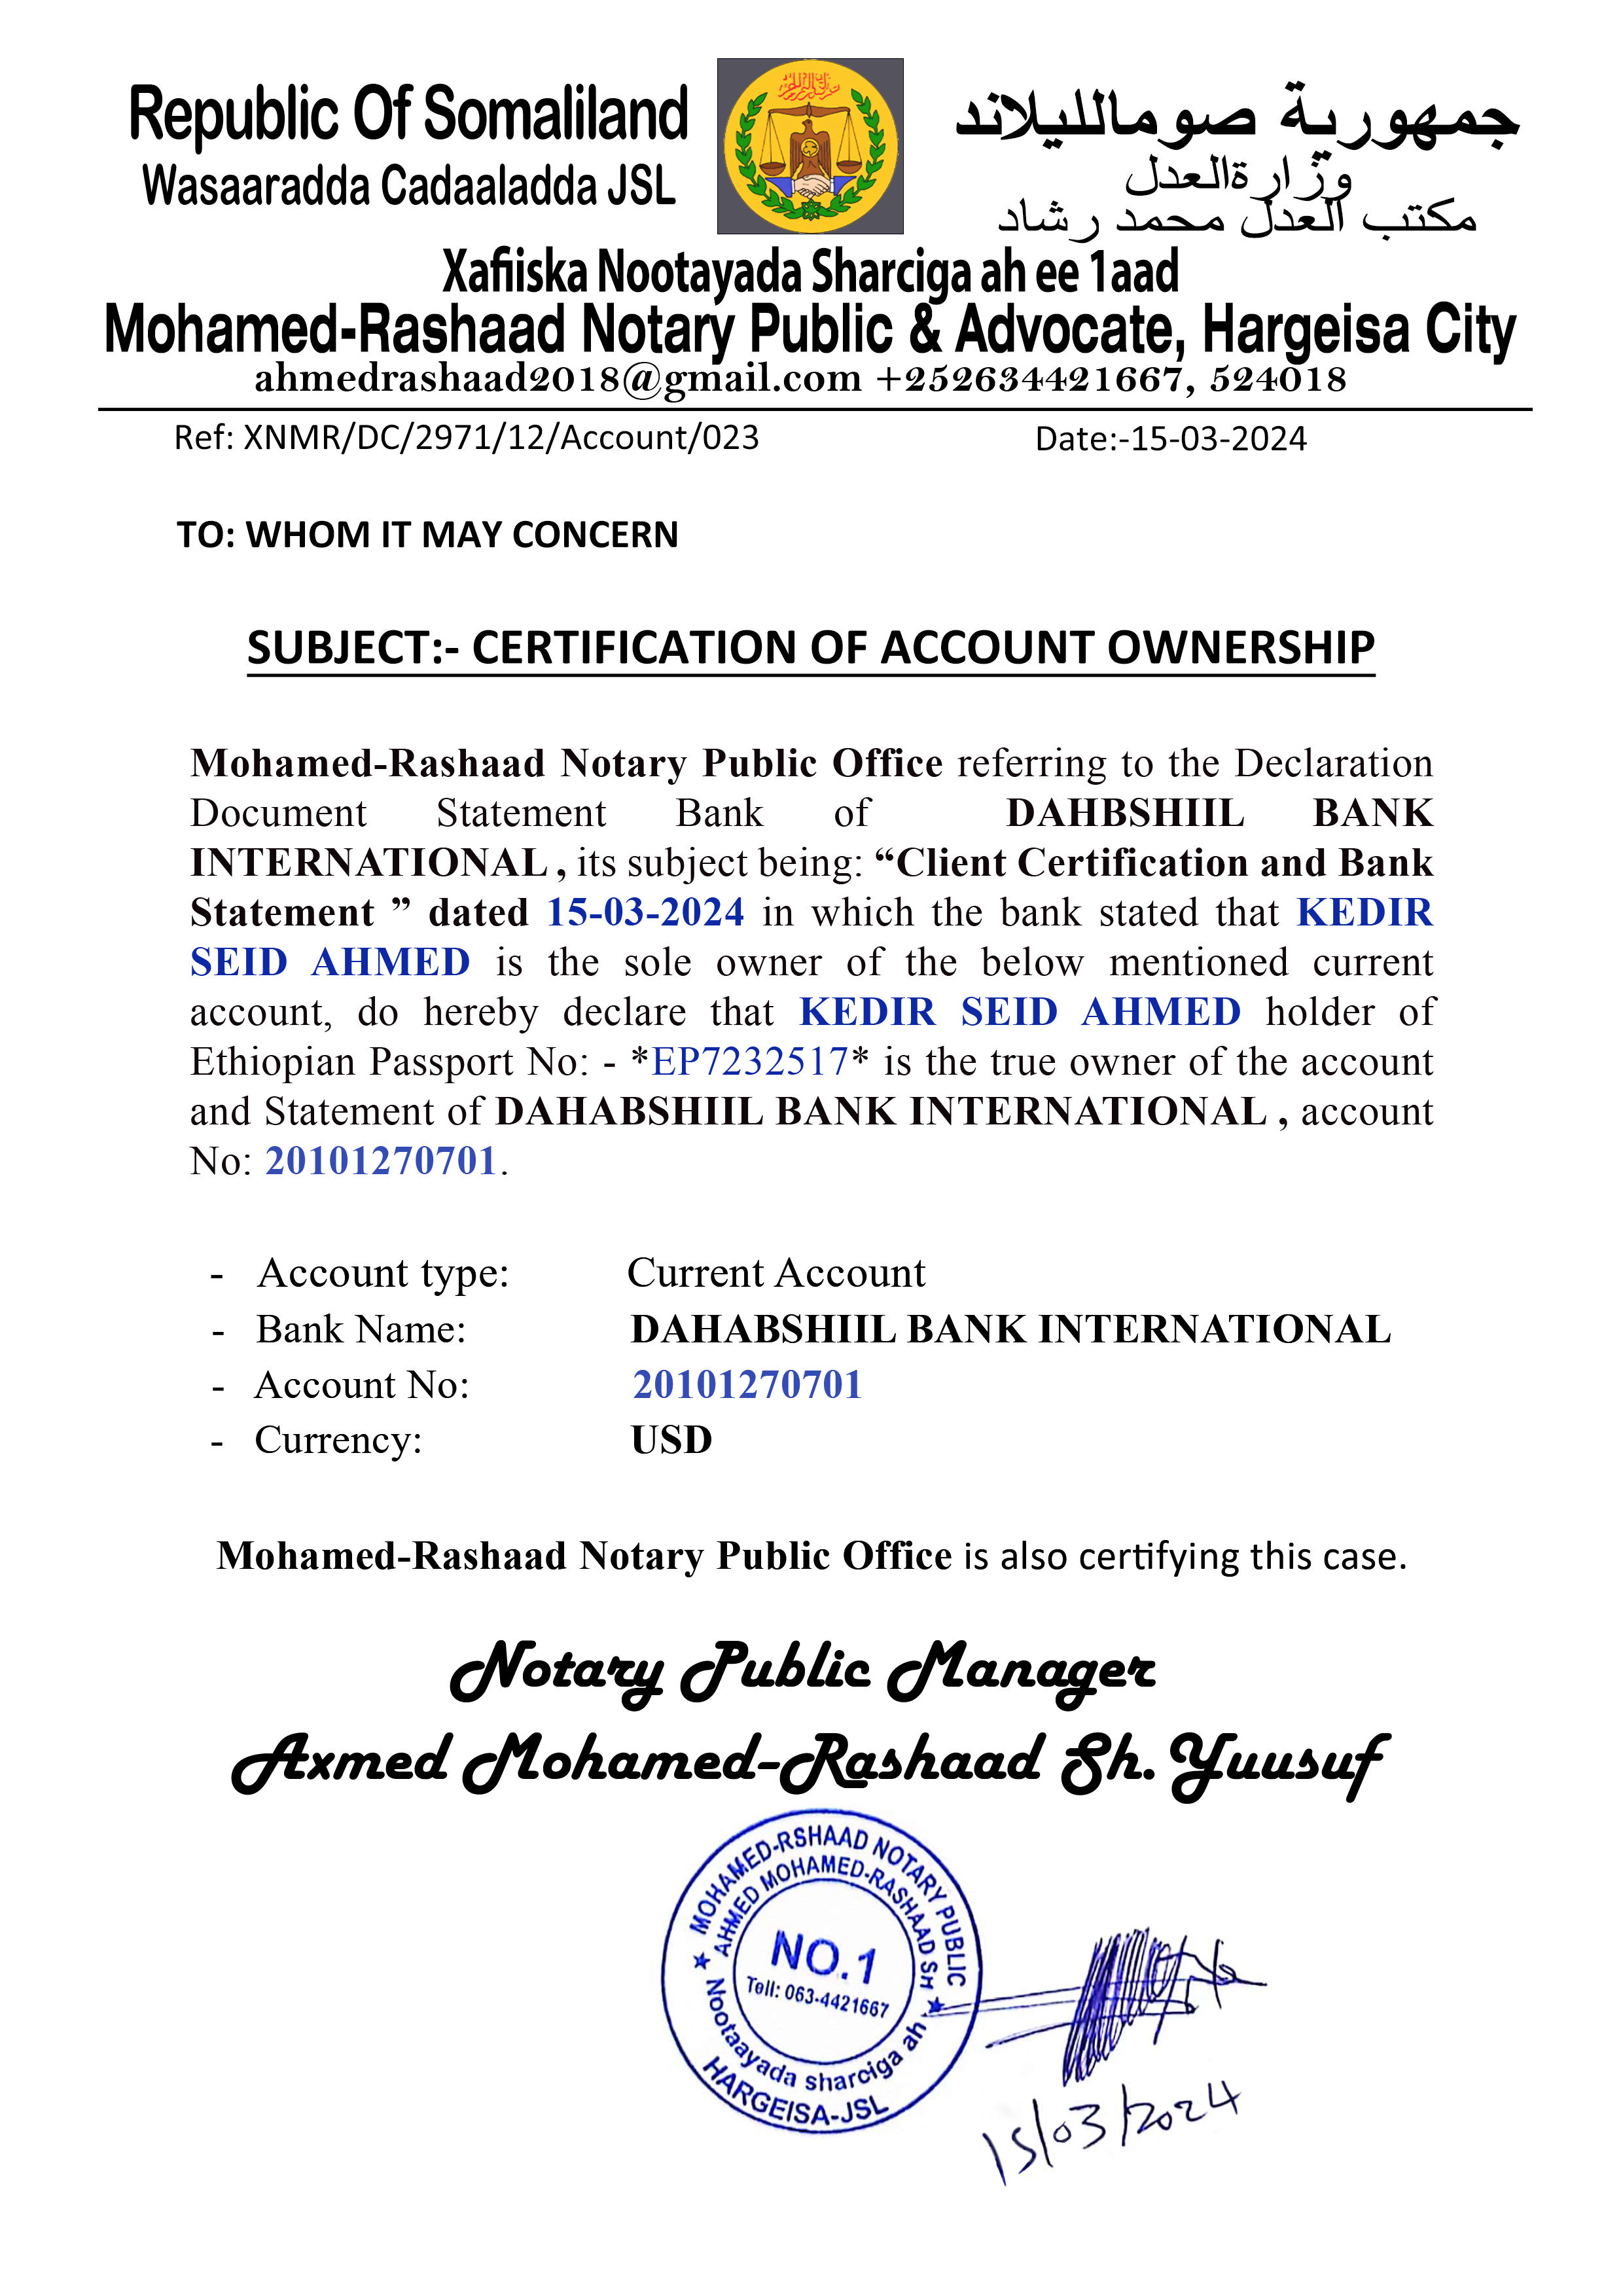 Republic Of Somaliland
Wasaaradda Cadaaladda JSL
جمهورية صوماللیلاند
وزارةالعدل
مكتب العدل محمد رشاد
Xafiiska Nootayada Sharciga ah ee 1aad
Mohamed-Rashaad Notary Public & Advocate, Hargeisa City
ahmedrashaad2018@gmail.com +252634421667, 524018
Ref: XNMR/DC/2971/12/Account/023 Date:-15-03-2024
TO: WHOM IT MAY CONCERN
SUBJECT:- CERTIFICATION OF ACCOUNT OWNERSHIP
Mohamed-Rashaad Notary Public Office referring to the Declaration
Document Statement Bank of DAHBSHIIL BANK
INTERNATIONAL , its subject being: “Client Certification and Bank
Statement ” dated 15-03-2024 in which the bank stated that KEDIR
SEID AHMED is the sole owner of the below mentioned current
account, do hereby declare that KEDIR SEID AHMED holder of
Ethiopian Passport No: - *EP7232517* is the true owner of the account
and Statement of DAHABSHIIL BANK INTERNATIONAL , account
No: 20101270701.
- Account type: Current Account
- Bank Name: DAHABSHIIL BANK INTERNATIONAL
- Account No: 20101270701
- Currency: USD
Mohamed-Rashaad Notary Public Office is also certifying this case.
Notary Public Manager
Axmed Mohamed-Rashaad Sh. Yuusuf
MOHAMED-RSHAAD NOTARY PUBLIC
AHMED MOHAMED-RASHAAD SH
NO.1
Tell: 063-4421667
Nootaayada sharciga ah
HARGEISA-JSL
15/03/2024